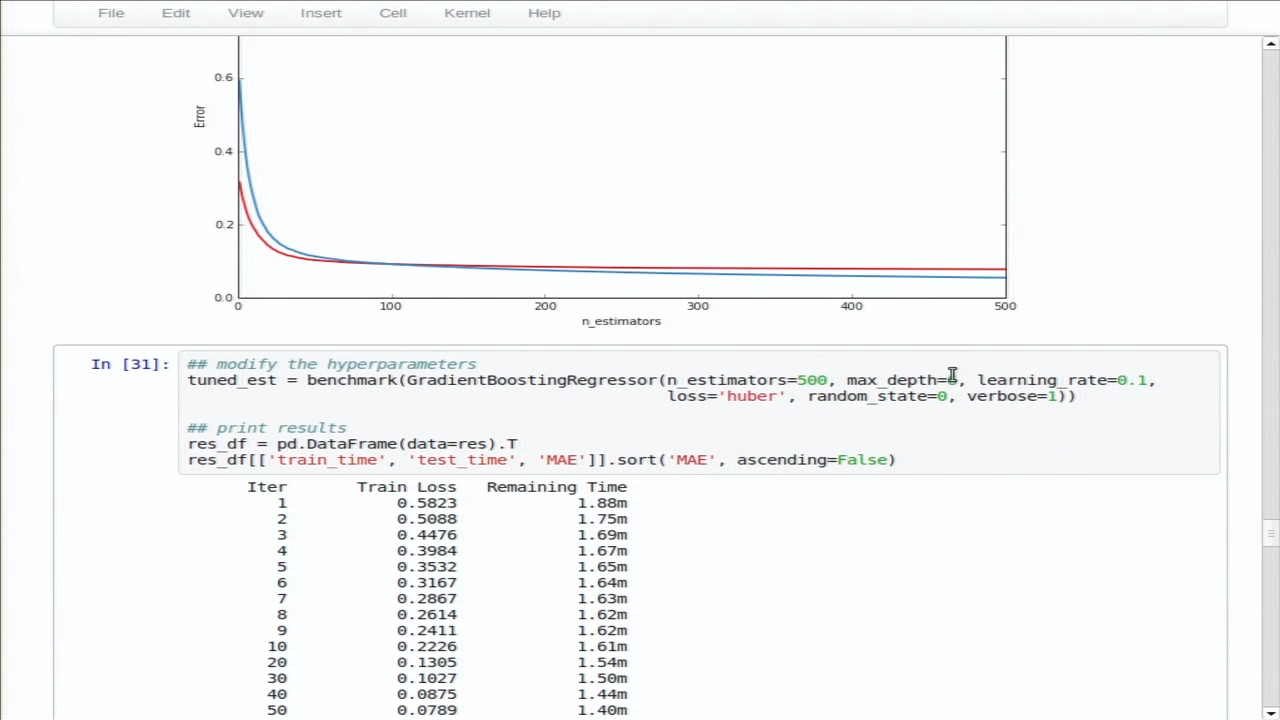 File Edit View Insert Cell Kernel Help
0.6
Error
0.4
0.2
0.0
0 100 200 300 400 500
n_estimators
In [31]:
## modify the hyperparameters
tuned_est = benchmark(GradientBoostingRegressor(n_estimators=500, max_depth= , learning_rate=0.1,
loss='huber', random_state=0, verbose=1))
## print results
res_df = pd.DataFrame(data=res).T
res_df[['train_time', 'test_time', 'MAE']].sort('MAE', ascending=False)
Iter Train Loss Remaining Time
1 0.5823 1.88m
2 0.5088 1.75m
3 0.4476 1.69m
4 0.3984 1.67m
5 0.3532 1.65m
6 0.3167 1.64m
7 0.2867 1.63m
8 0.2614 1.62m
9 0.2411 1.62m
10 0.2226 1.61m
20 0.1305 1.54m
30 0.1027 1.50m
40 0.0875 1.44m
50 0.0789 1.40m